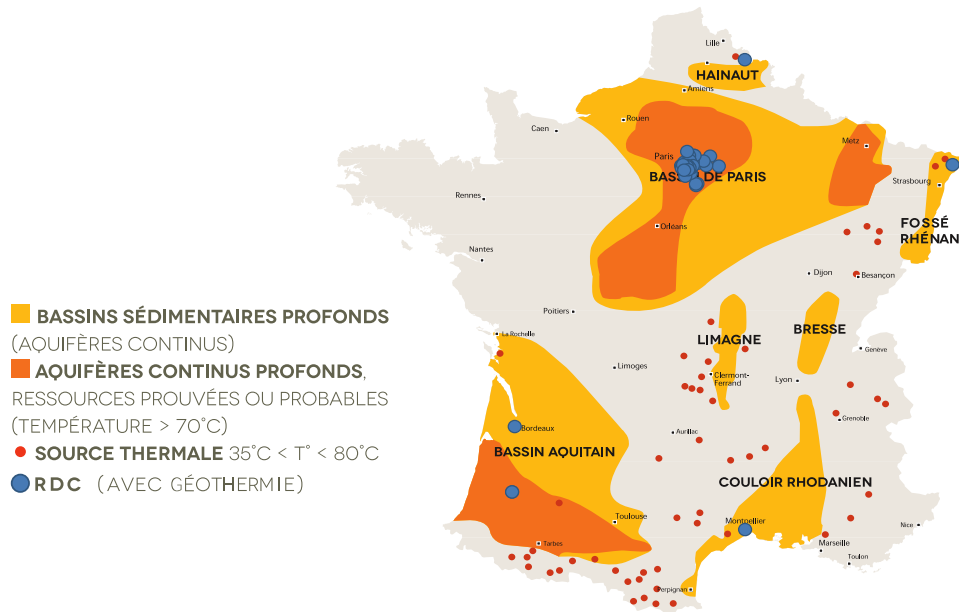 Lille
HAINAUT
Amiens
Rouen
Caen
Metz
Paris
BASSIN DE PARIS
Strasbourg
Rennes
FOSSÉ
RHÉNAN
Orléans
Nantes
Dijon
Besançon
BASSINS SÉDIMENTAIRES PROFONDS
(AQUIFÈRES CONTINUS)
AQUIFÈRES CONTINUS PROFONDS,
RESSOURCES PROUVÉES OU PROBABLES
(TEMPÉRATURE > 70°C)
SOURCE THERMALE 35°C < T° < 80°C
RDC (AVEC GÉOTHERMIE)
Poitiers
La Rochelle
LIMAGNE
BRESSE
Genève
Limoges
Clermont-
Ferrand
Lyon
Grenoble
Bordeaux
Aurillac
BASSIN AQUITAIN
COULOIR RHODANIEN
Toulouse
Montpellier
Nice
Tarbes
Marseille
Toulon
Perpignan